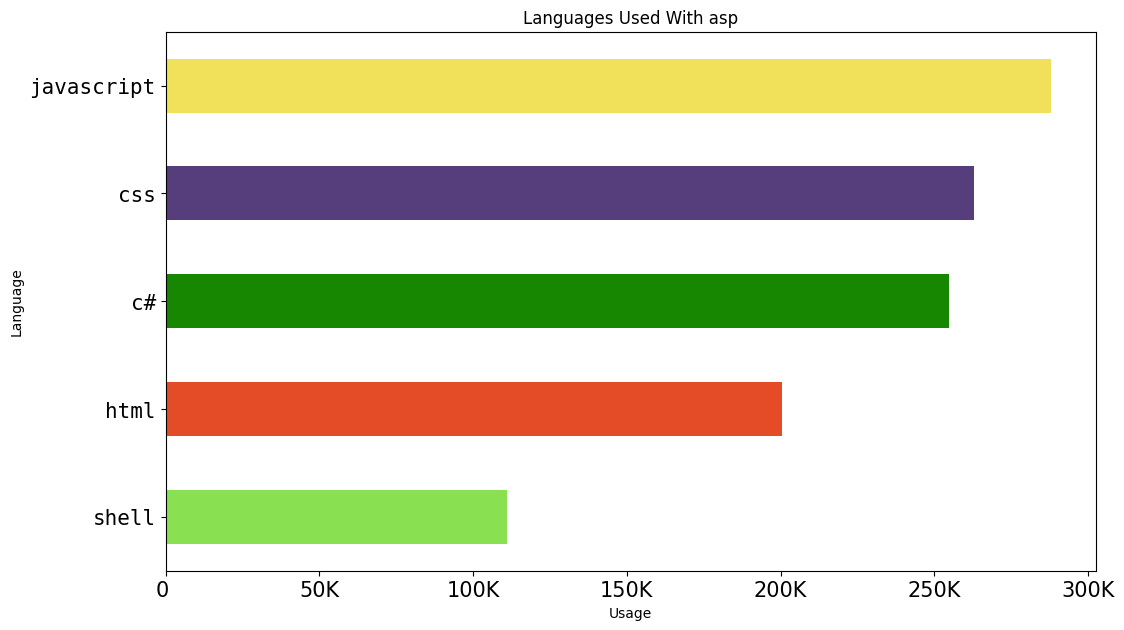 Languages Used With asp
javascript
css
c#
html
shell
Language
0 50K 100K 150K 200K 250K 300K
Usage